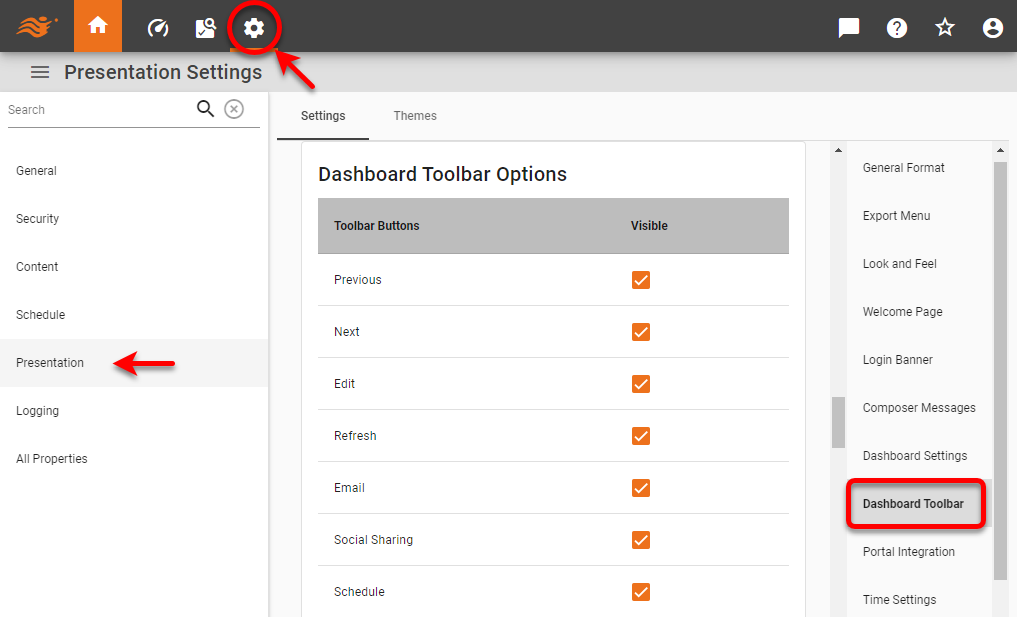 Presentation Settings
Search
General
Security
Content
Schedule
Presentation
Logging
All Properties
Settings
Themes
Dashboard Toolbar Options
Toolbar Buttons Visible
Previous
Next
Edit
Refresh
Email
Social Sharing
Schedule
General Format
Export Menu
Look and Feel
Welcome Page
Login Banner
Composer Messages
Dashboard Settings
Dashboard Toolbar
Portal Integration
Time Settings